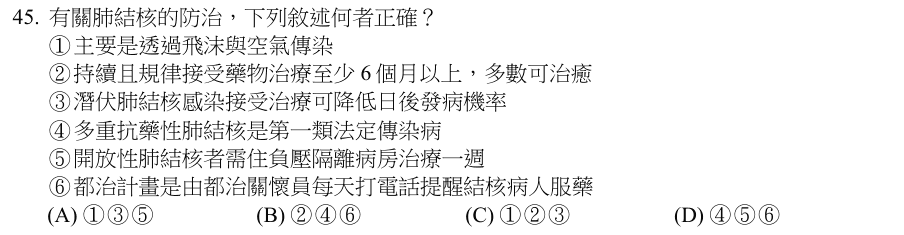 45. 有關肺結核的防治，下列敘述何者正確？
①主要是透過飛沫與空氣傳染
②持續且規律接受藥物治療至少 6 個月以上，多數可治癒
③潛伏肺結核感染接受治療可降低日後發病機率
④多重抗藥性肺結核是第一類法定傳染病
⑤開放性肺結核者需住負壓隔離病房治療一週
⑥都治計畫是由都治關懷員每天打電話提醒結核病人服藥
(A) ①③⑤ (B) ②④⑥ (C) ①②③ (D) ④⑤⑥